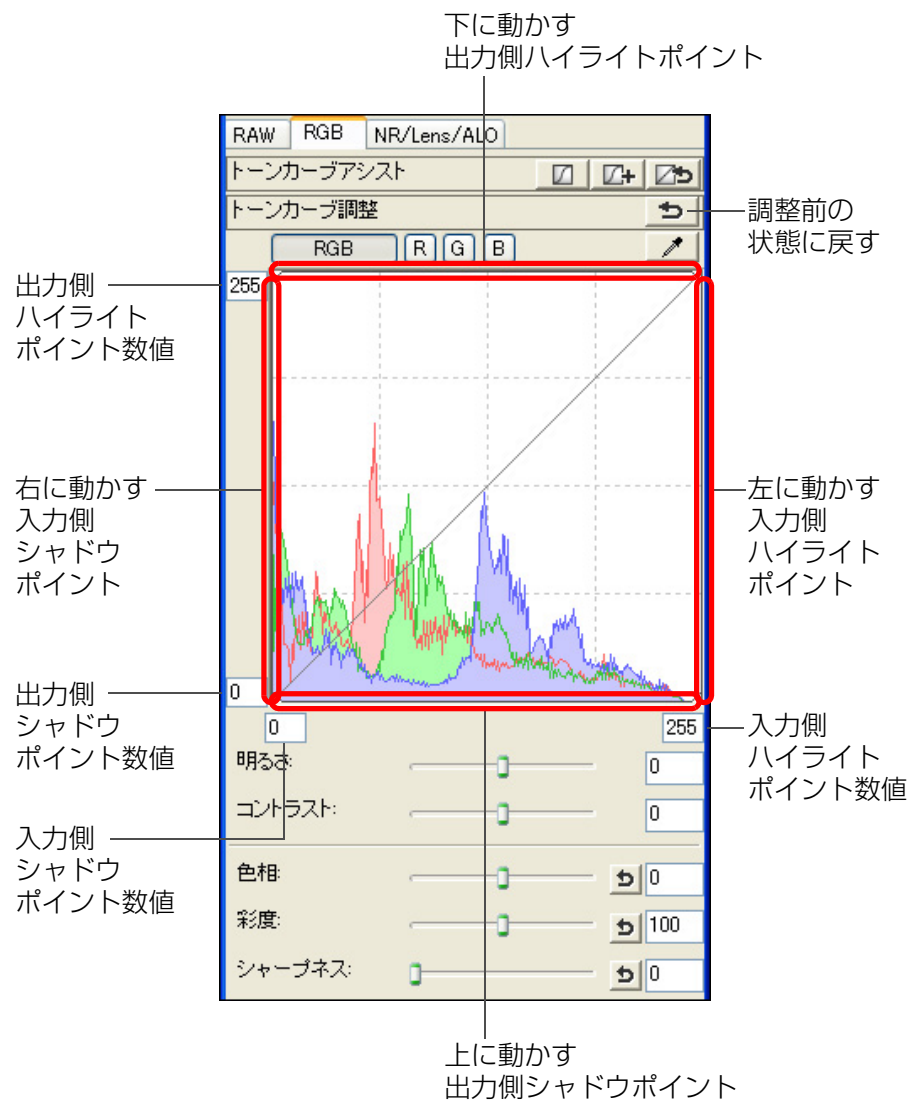 下に動かす
出力側ハイライトポイント
RAW RGB NR/Lens/ALO
トーンカーブアシスト
トーンカーブ調整
調整前の
状態に戻す
RGB R G B
出力側
ハイライト
ポイント数値
255
右に動かす
入力側
シャドウ
ポイント
左に動かす
入力側
ハイライト
ポイント
出力側
シャドウ
ポイント数値
0
0 255
入力側
ハイライト
ポイント数値
明るさ: 0
コントラスト: 0
入力側
シャドウ
ポイント数値
色相: 0
彩度: 100
シャープネス: 0
上に動かす
出力側シャドウポイント